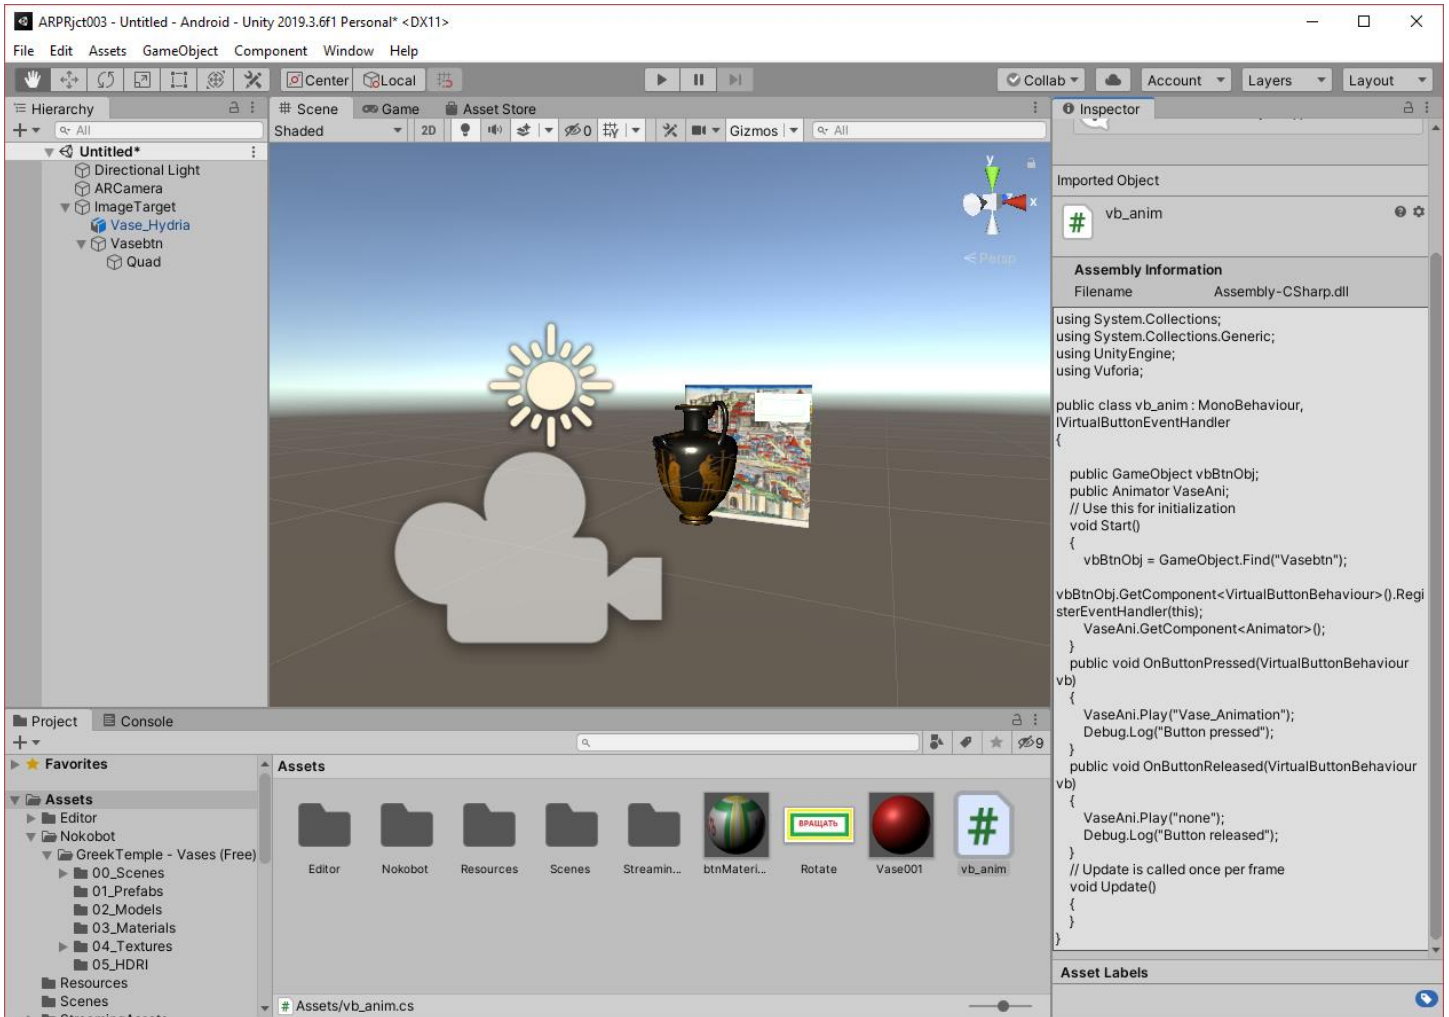 ARPRjct003 - Untitled - Android - Unity 2019.3.6f1 Personal* <DX11>
File Edit Assets GameObject Component Window Help
Center Local Collab Account Layers Layout
Hierarchy
All
Untitled*
Directional Light
ARCamera
ImageTarget
Vase_Hydria
Vasebtn
Quad
Scene Game Asset Store
Shaded 2D 0 Gizmos All
y
x
Persp
Inspector
Imported Object
vb_anim
Assembly Information
Filename Assembly-CSharp.dll
using System.Collections;
using System.Collections.Generic;
using UnityEngine;
using Vuforia;
public class vb_anim : MonoBehaviour,
IVirtualButtonEventHandler
{
public GameObject vbBtnObj;
public Animator VaseAni;
// Use this for initialization
void Start()
{
vbBtnObj = GameObject.Find("Vasebtn");
vbBtnObj.GetComponent<VirtualButtonBehaviour>().Regi
sterEventHandler(this);
VaseAni.GetComponent<Animator>();
}
public void OnButtonPressed(VirtualButtonBehaviour
vb)
{
VaseAni.Play("Vase_Animation");
Debug.Log("Button pressed");
}
public void OnButtonReleased(VirtualButtonBehaviour
vb)
{
VaseAni.Play("none");
Debug.Log("Button released");
}
// Update is called once per frame
void Update()
{
}
}
Asset Labels
Project Console
9
Favorites
Assets
Editor
Nokobot
GreekTemple - Vases (Free)
00_Scenes
01_Prefabs
02_Models
03_Materials
04_Textures
05_HDRI
Resources
Scenes
Assets
ВРАЩАТЬ
#
Editor Nokobot Resources Scenes Streamin... btnMateri... Rotate Vase001 vb_anim
Assets/vb_anim.cs